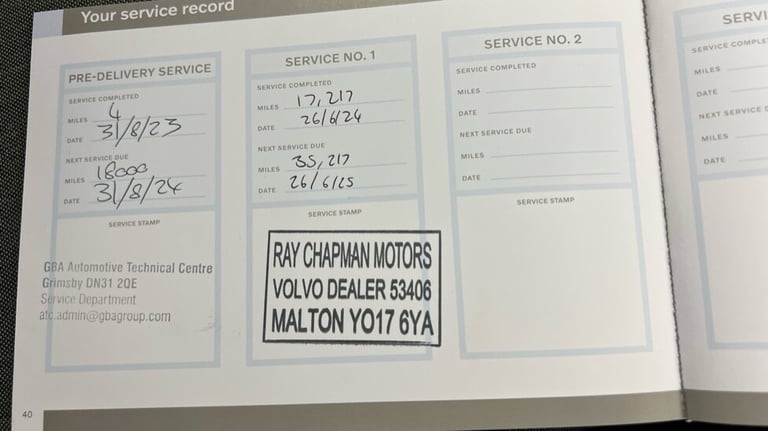 Your service record
PRE-DELIVERY SERVICE
SERVICE COMPLETED
MILES 4
DATE 31/8/23
NEXT SERVICE DUE
MILES 18000
DATE 31/8/24
SERVICE STAMP
GBA Automotive Technical Centre
Grimsby DN31 2QE
Service Department
atc.admin@gbagroup.com
SERVICE NO. 1
SERVICE COMPLETED
MILES 17,217
DATE 26/6/24
NEXT SERVICE DUE
MILES 35,217
DATE 26/6/25
SERVICE STAMP
RAY CHAPMAN MOTORS
VOLVO DEALER 53406
MALTON YO17 6YA
SERVICE NO. 2
SERVICE COMPLETED
MILES
DATE
NEXT SERVICE DUE
MILES
DATE
SERVICE STAMP
SERVI
SERVICE COMPLE
MILES
DATE
NEXT SERVICE D
MILES
DATE
40